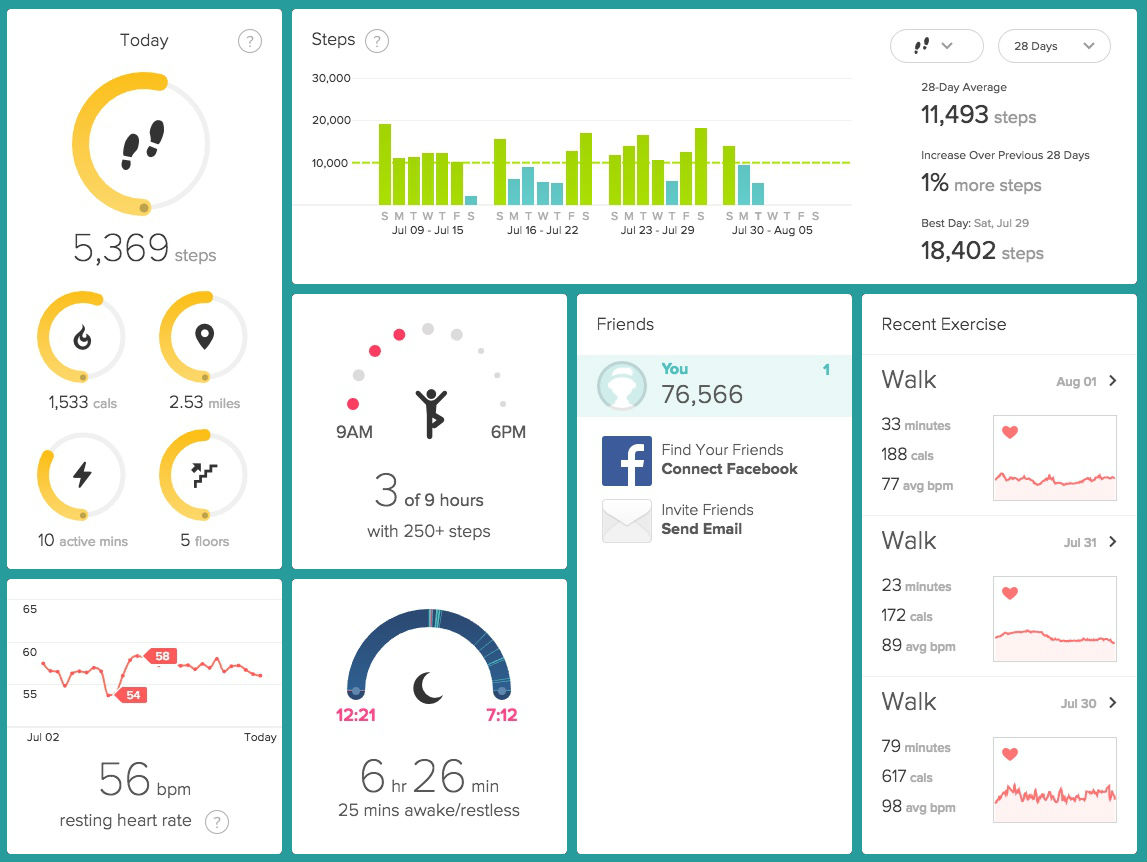 Today
?
5,369 steps
1,533 cals
2.53 miles
10 active mins
5 floors
Steps ?
28 Days
30,000
20,000
10,000
S M T W T F S S M T W T F S S M T W T F S S M T W T F S
Jul 09 - Jul 15 Jul 16 - Jul 22 Jul 23 - Jul 29 Jul 30 - Aug 05
28-Day Average
11,493 steps
Increase Over Previous 28 Days
1% more steps
Best Day: Sat, Jul 29
18,402 steps
9AM 6PM
3 of 9 hours
with 250+ steps
Friends
You 1
76,566
f
Find Your Friends
Connect Facebook
Invite Friends
Send Email
Recent Exercise
Walk Aug 01
33 minutes
188 cals
77 avg bpm
Walk Jul 31
23 minutes
172 cals
89 avg bpm
Walk Jul 30
79 minutes
617 cals
98 avg bpm
65
60
58
55
54
Jul 02 Today
56 bpm
resting heart rate ?
12:21 7:12
6 hr 26 min
25 mins awake/restless